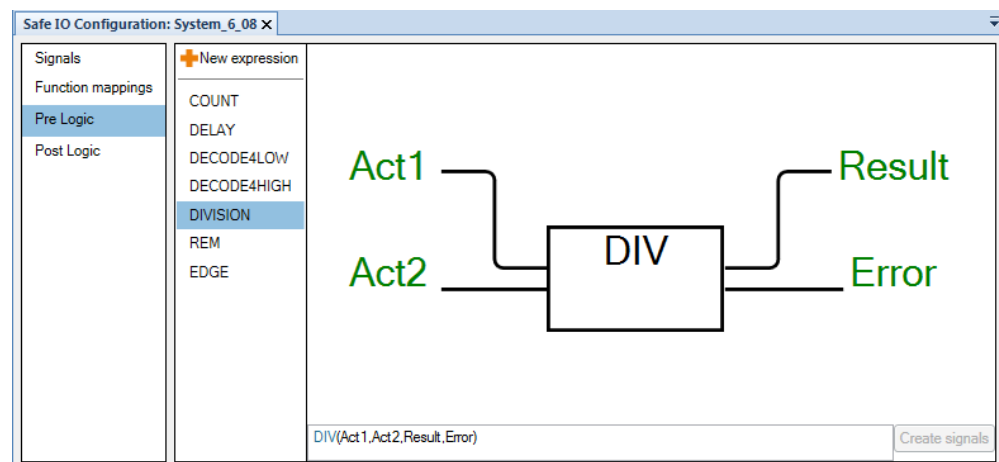 Safe IO Configuration: System_6_08 X
Signals
Function mappings
Pre Logic
Post Logic
New expression
COUNT
DELAY
DECODE4LOW
DECODE4HIGH
DIVISION
REM
EDGE
Act1
Result
DIV
Act2
Error
DIV(Act1,Act2,Result,Error)
Create signals